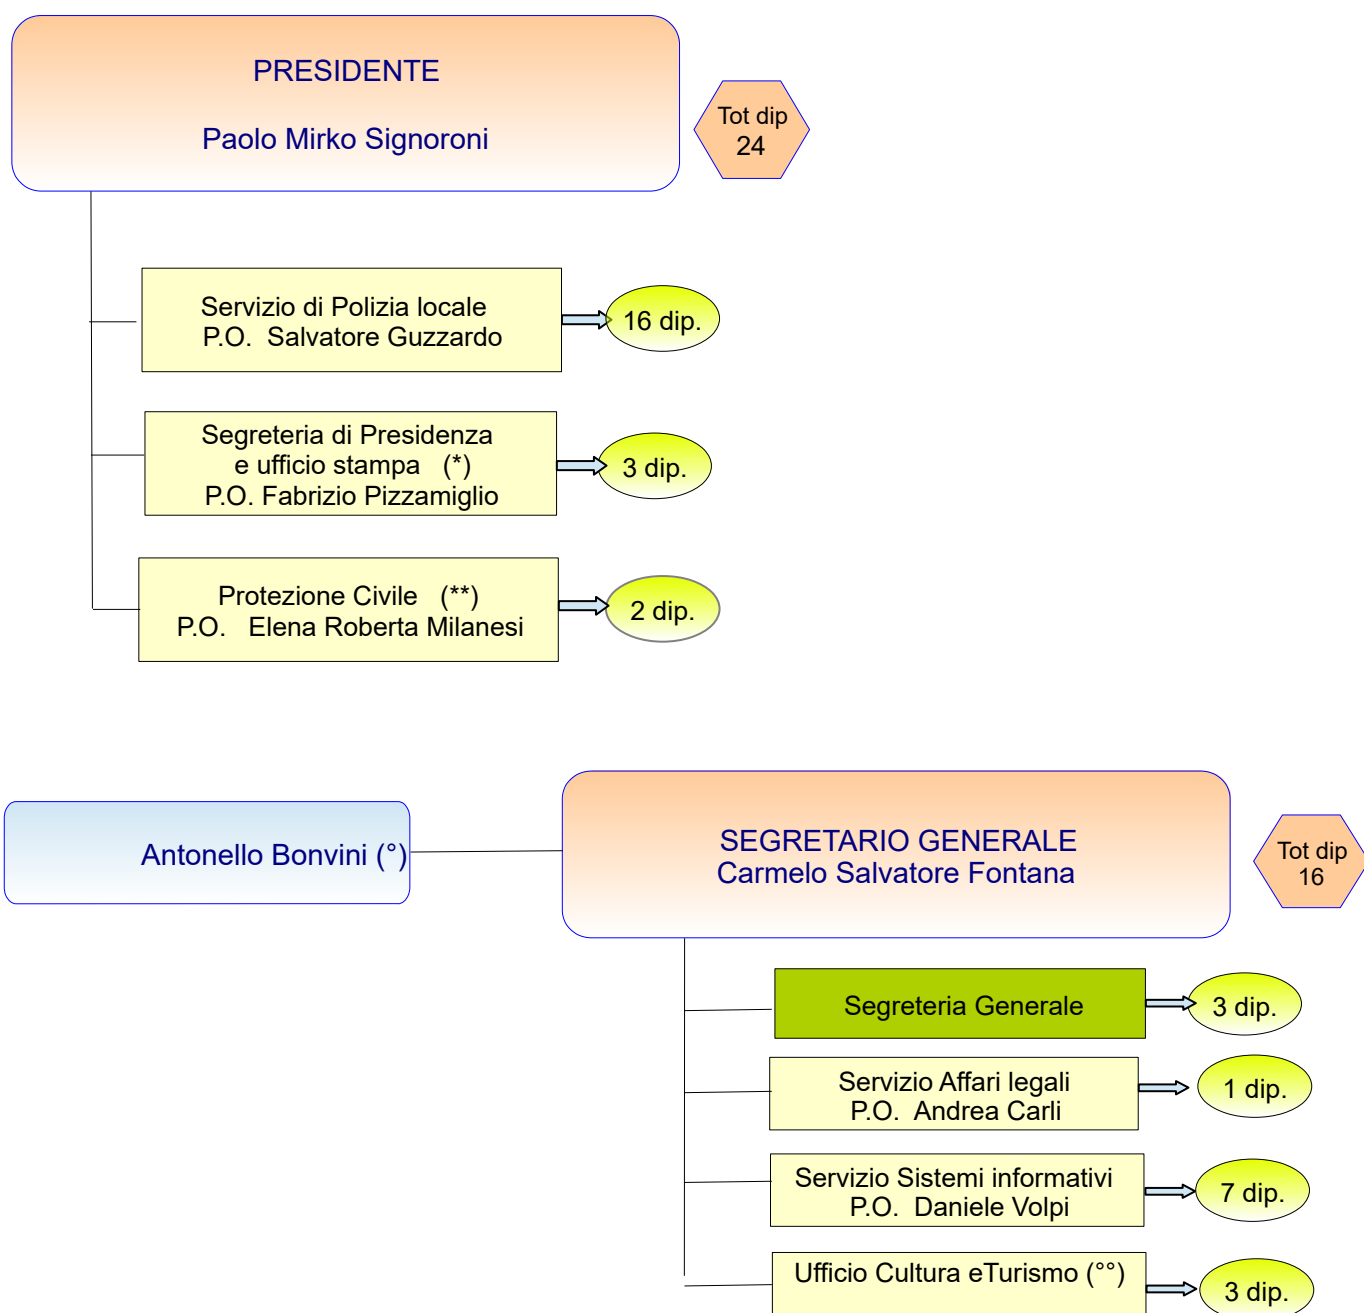 PRESIDENTE
Paolo Mirko Signoroni
Tot dip
24
Servizio di Polizia locale
P.O. Salvatore Guzzardo
16 dip.
Segreteria di Presidenza
e ufficio stampa (*)
P.O. Fabrizio Pizzamiglio
3 dip.
Protezione Civile (**)
P.O. Elena Roberta Milanesi
2 dip.
Antonello Bonvini (°)
SEGRETARIO GENERALE
Carmelo Salvatore Fontana
Tot dip
16
Segreteria Generale
3 dip.
Servizio Affari legali
P.O. Andrea Carli
1 dip.
Servizio Sistemi informativi
P.O. Daniele Volpi
7 dip.
Ufficio Cultura eTurismo (°°)
3 dip.